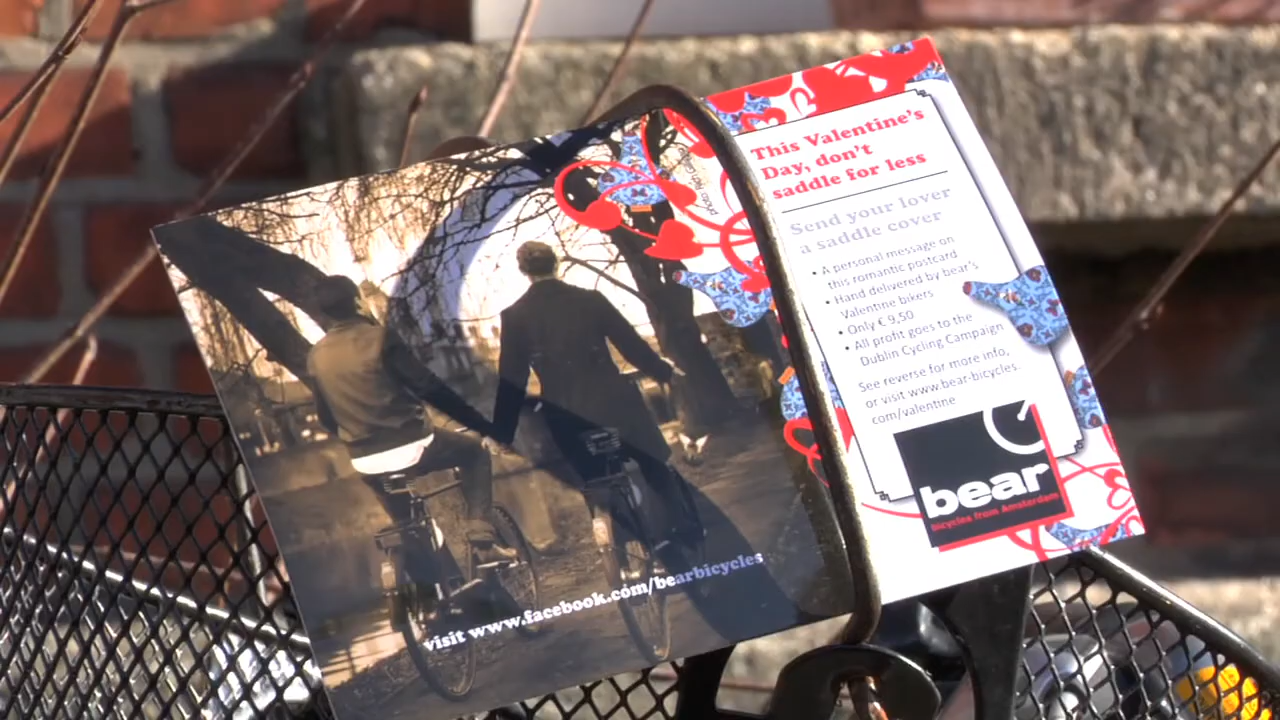 This Valentine's
Day, don't
saddle for less
Send your lover
a saddle cover
• A personal message on
this romantic postcard
• Hand delivered by bear's
Valentine bikers
• Only € 9,50
• All profit goes to the
Dublin Cycling Campaign
See reverse for more info,
or visit www.bear-bicycles.
com/valentine
bear
Bicycles from Amsterdam
visit www.facebook.com/bearbicycles